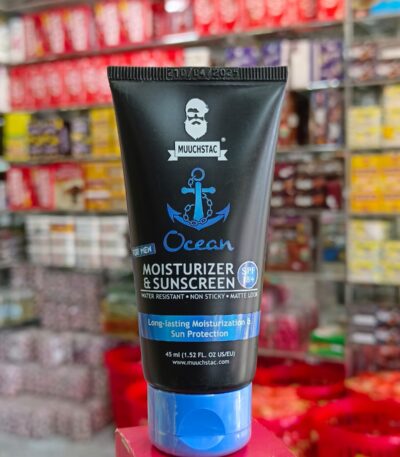 MUUCHSTAC®
Ocean
FOR MEN
MOISTURIZER
& SUNSCREEN
SPF
WATER RESISTANT • NON STICKY • MATTE LOOK
Long-lasting Moisturization &
Sun Protection
45 ml (1.52 FL. OZ US/EU)
www.muuchstac.com